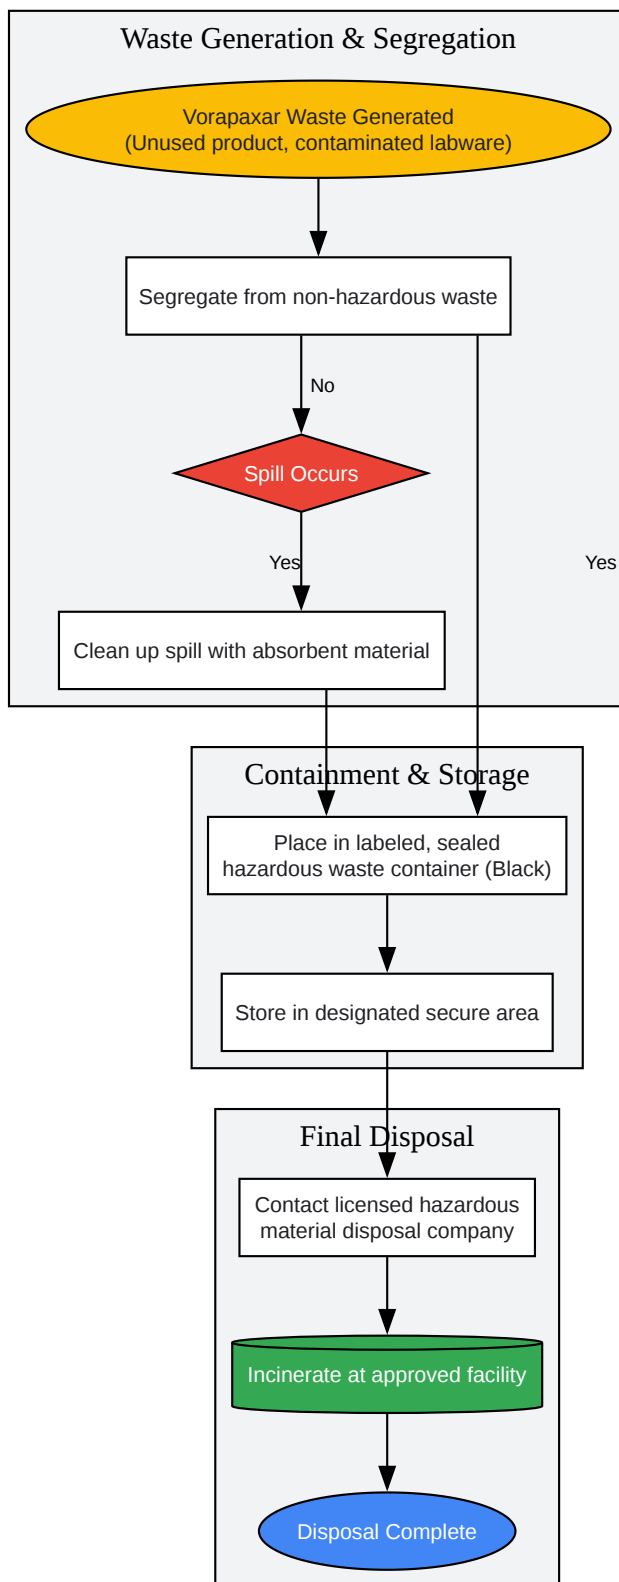 Waste Generation & Segregation
Vorapaxar Waste Generated
(Unused product, contaminated labware)
Segregate from non-hazardous waste
No
Spill Occurs
Yes
Yes
Clean up spill with absorbent material
Containment & Storage
Place in labeled, sealed
hazardous waste container (Black)
Store in designated secure area
Final Disposal
Contact licensed hazardous
material disposal company
Incinerate at approved facility
Disposal Complete